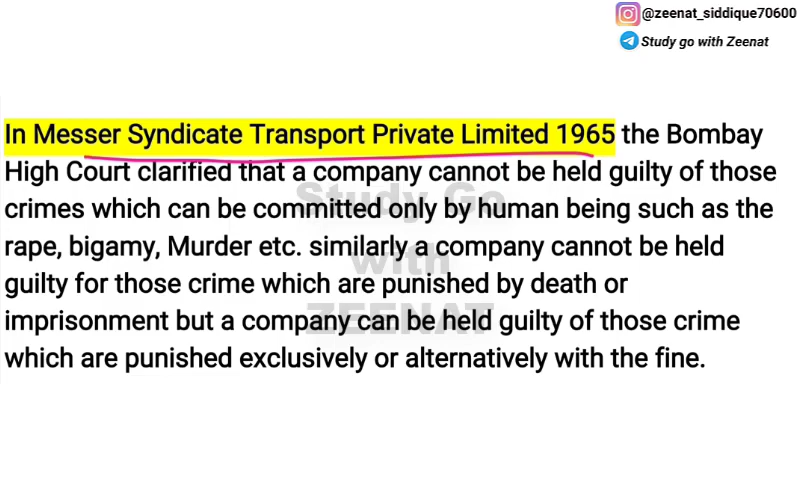 @zeenat_siddique70600
Study go with Zeenat
In Messer Syndicate Transport Private Limited 1965 the Bombay
High Court clarified that a company cannot be held guilty of those
crimes which can be committed only by human being such as the
rape, bigamy, Murder etc. similarly a company cannot be held
guilty for those crime which are punished by death or
imprisonment but a company can be held guilty of those crime
which are punished exclusively or alternatively with the fine.
Study Go
with
ZEENAT